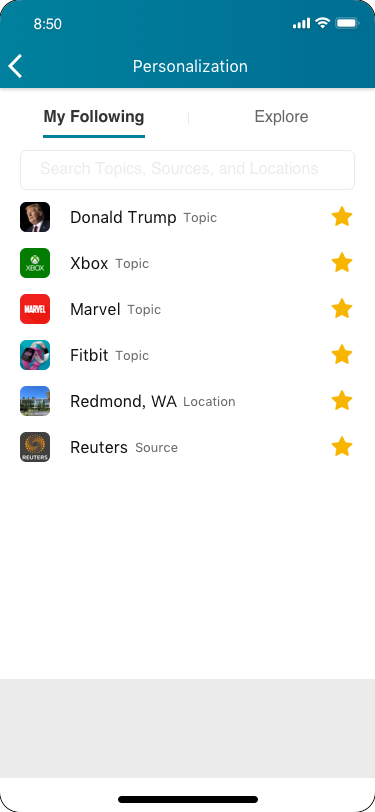 8:50
Personalization
My Following
Explore
Search Topics, Sources, and Locations
Donald Trump Topic
XBOX
Xbox Topic
MARVEL
Marvel Topic
Fitbit Topic
Redmond, WA Location
Reuters Source
REUTERS